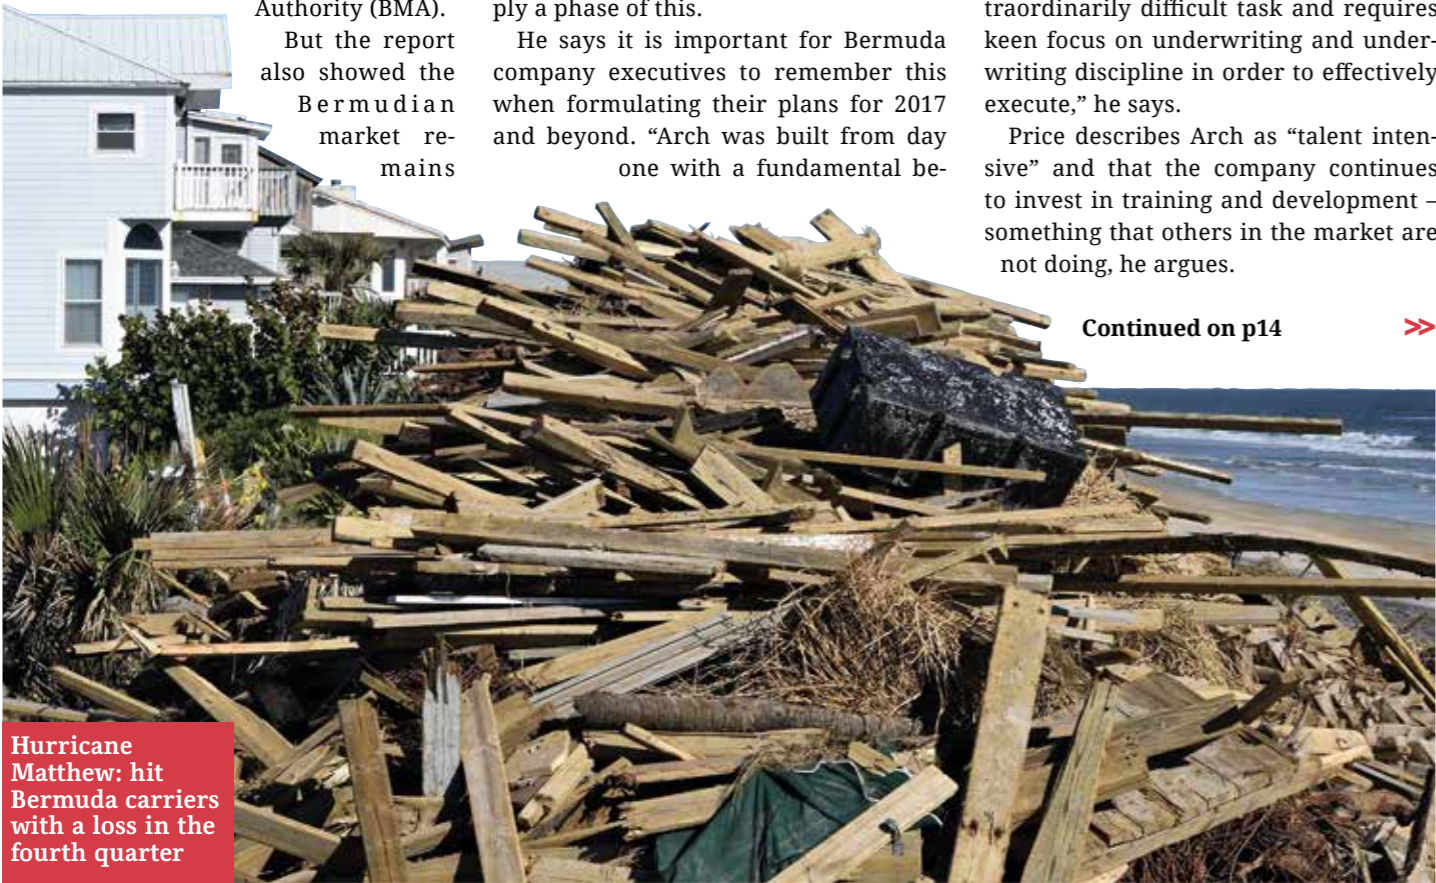 Authority (BMA).
But the report
also showed the
Bermudian
market re-
mains
ply a phase of this.
He says it is important for Bermuda
company executives to remember this
when formulating their plans for 2017
and beyond. “Arch was built from day
one with a fundamental be-
traordinarily difficult task and requires
keen focus on underwriting and under-
writing discipline in order to effectively
execute,” he says.
Price describes Arch as “talent inten-
sive” and that the company continues
to invest in training and development –
something that others in the market are
not doing, he argues.
Continued on p14 >>
Hurricane
Matthew: hit
Bermuda carriers
with a loss in the
fourth quarter